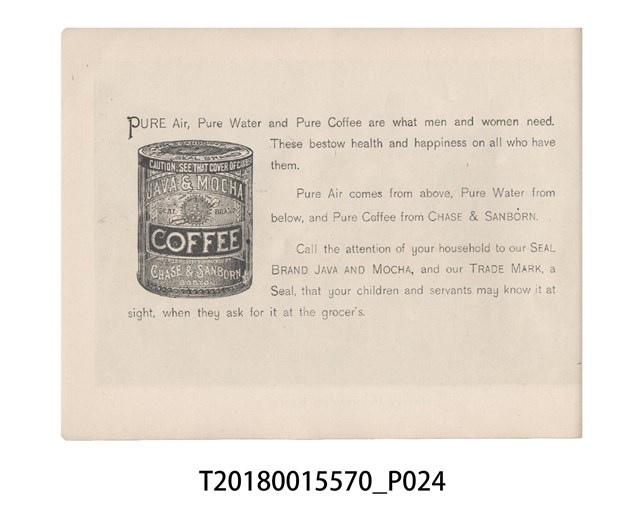 PURE Air, Pure Water and Pure Coffee are what men and women need.
These bestow health and happiness on all who have
them.
Pure Air comes from above, Pure Water from
below, and Pure Coffee from CHASE & SANBORN.
Call the attention of your household to our SEAL
BRAND JAVA AND MOCHA, and our TRADE MARK, a
Seal, that your children and servants may know it at
sight, when they ask for it at the grocer's.
SEAL BRAND
CAUTION. SEE THAT COVER OF
JAVA & MOCHA
SEAL BRAND
COFFEE
CHASE & SANBORN
BOSTON
T20180015570_P024